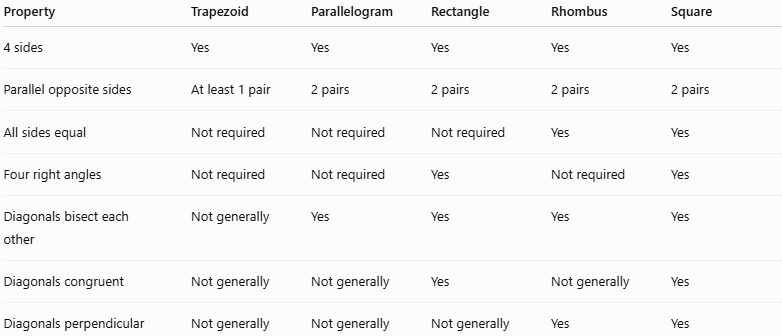 Property Trapezoid Parallelogram Rectangle Rhombus Square
4 sides Yes Yes Yes Yes Yes
Parallel opposite sides At least 1 pair 2 pairs 2 pairs 2 pairs 2 pairs
All sides equal Not required Not required Not required Yes Yes
Four right angles Not required Not required Yes Not required Yes
Diagonals bisect each Not generally Yes Yes Yes Yes
other
Diagonals congruent Not generally Not generally Yes Not generally Yes
Diagonals perpendicular Not generally Not generally Not generally Yes Yes